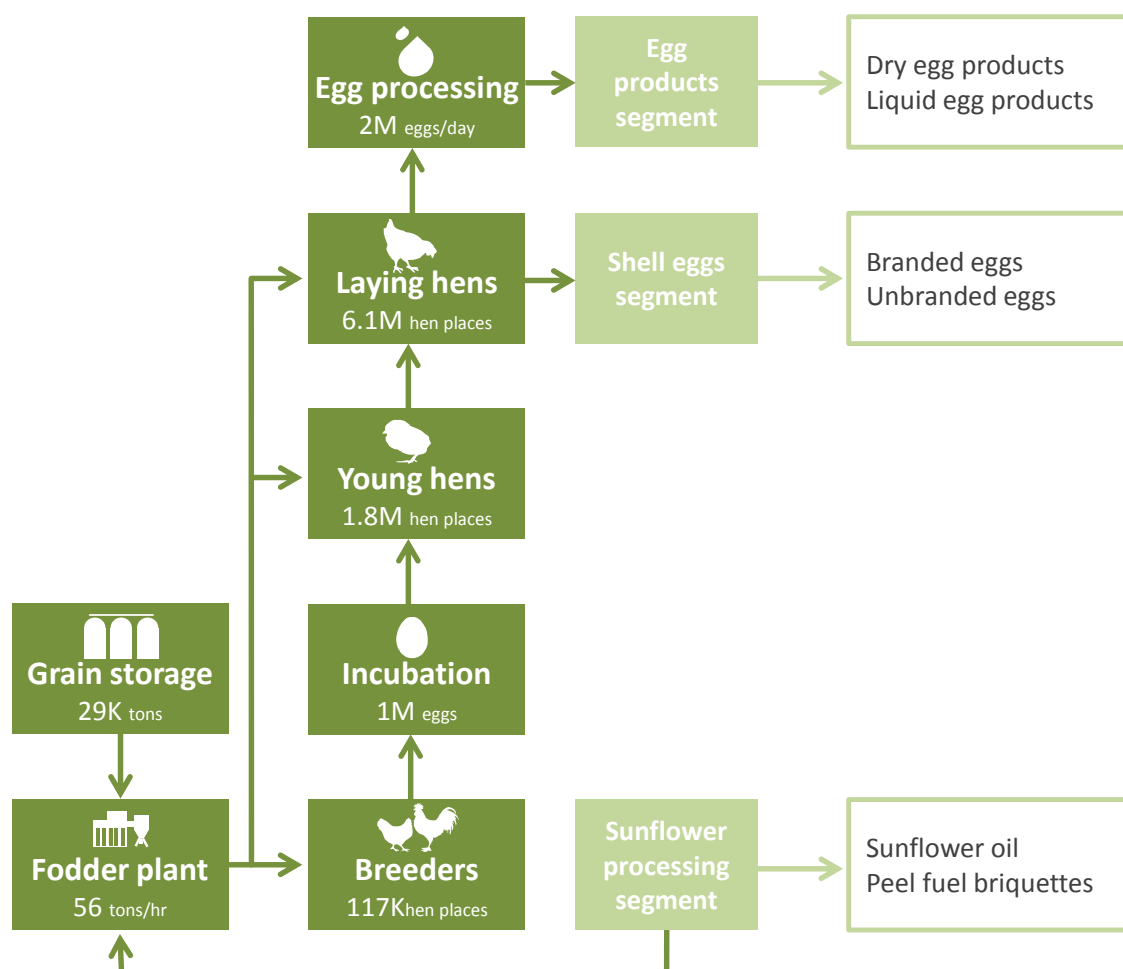 Egg processing
2M eggs/day
Egg
products
segment
Dry egg products
Liquid egg products
Laying hens
6.1M hen places
Shell eggs
segment
Branded eggs
Unbranded eggs
Young hens
1.8M hen places
Grain storage
29K tons
Incubation
1M eggs
Fodder plant
56 tons/hr
Breeders
117Khen places
Sunflower
processing
segment
Sunflower oil
Peel fuel briquettes